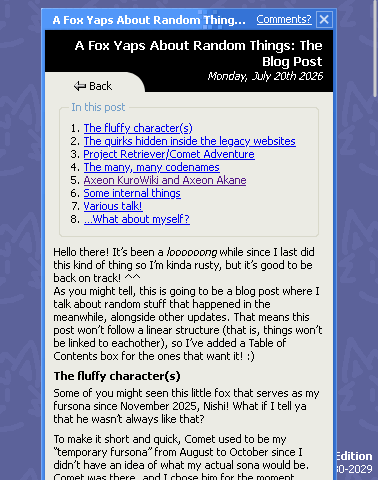 A Fox Yaps About Random Thing... Comments?
A Fox Yaps About Random Things: The
Blog Post
Monday, July 20th 2026
Back
In this post
1. The fluffy character(s)
2. The quirks hidden inside the legacy websites
3. Project Retriever/Comet Adventure
4. The many, many codenames
5. Axeon KuroWiki and Axeon Akane
6. Some internal things
7. Various talk!
8. ...What about myself?
Hello there! It's been a loooooong while since I last did
this kind of thing so I'm kinda rusty, but it's good to be
back on track! ^^
As you might tell, this is going to be a blog post where I
talk about random stuff that happened in the
meanwhile, alongside other updates. That means this
post won't follow a linear structure (that is, things won't
be linked to eachother), so I've added a Table of
Contents box for the ones that want it! :)
The fluffy character(s)
Some of you might seen this little fox that serves as my
fursona since November 2025, Nishi! What if I tell ya
that he wasn't always like that?
To make it short and quick, Comet used to be my
"temporary fursona" from August to October since I
didn't have an idea of what my actual sona would be.
Comet was there, and I chose him for the moment
Edition
30-2029